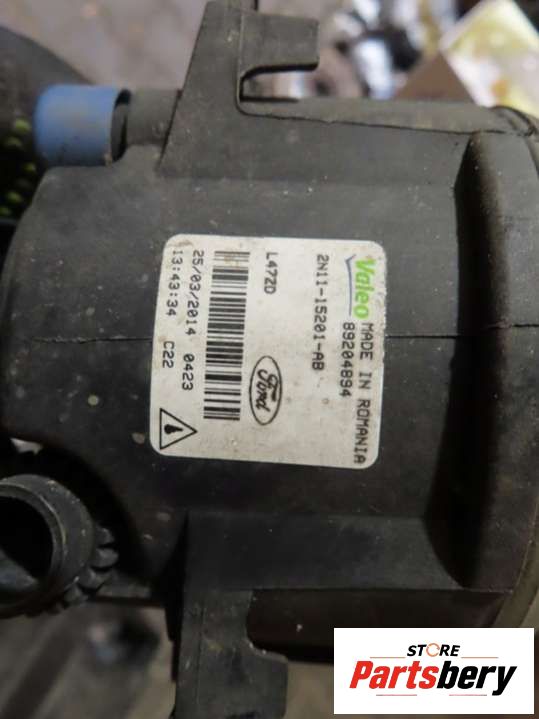 Valeo MADE IN ROMANIA
89204894
2N11-15201-AB
L47ZD
Ford
25/03/2014 0423
13:43:34 C22
STORE
Partsbery